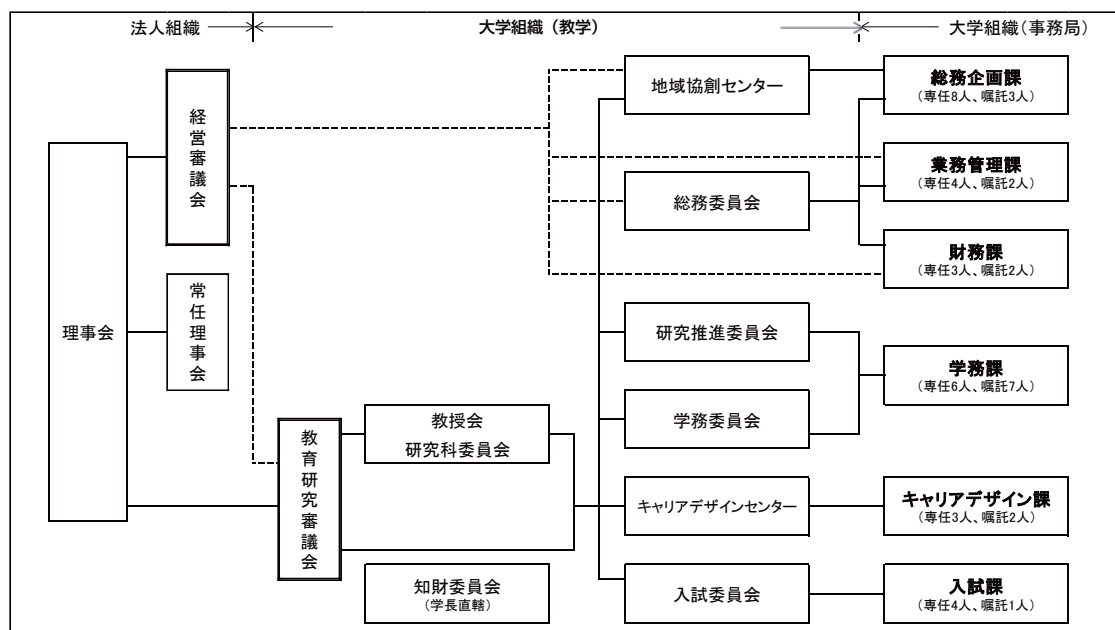 法人組織
大学組織（教学）
大学組織（事務局）
理事会
経営審議会
常任理事会
教育研究審議会
教授会
研究科委員会
知財委員会
（学長直轄）
地域協創センター
総務委員会
研究推進委員会
学務委員会
キャリアデザインセンター
入試委員会
総務企画課
（専任8人、嘱託3人）
業務管理課
（専任4人、嘱託2人）
財務課
（専任3人、嘱託2人）
学務課
（専任6人、嘱託7人）
キャリアデザイン課
（専任3人、嘱託2人）
入試課
（専任4人、嘱託1人）